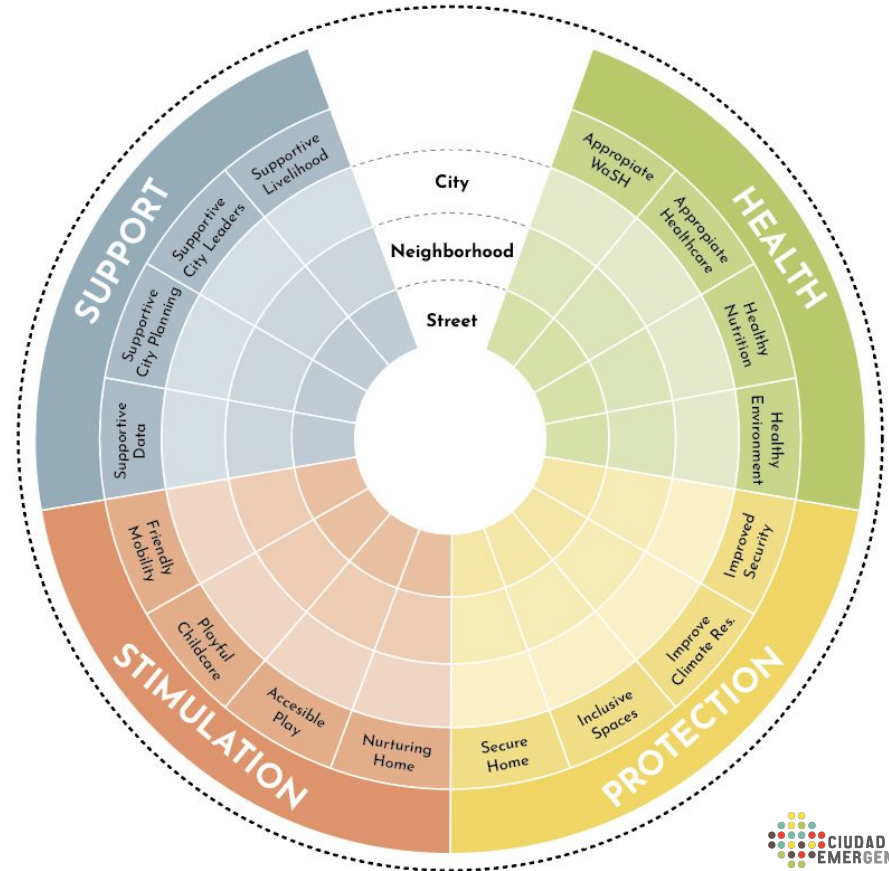 City
Neighborhood
Street
HEALTH
Appropiate
WaSH
Appropiate
Healthcare
Healthy
Nutrition
Healthy
Environment
PROTECTION
Improved
Security
Improve
Climate Res.
Inclusive
Spaces
Secure
Home
STIMULATION
Nurturing
Home
Accesible
Play
Playful
Childcare
Friendly
Mobility
SUPPORT
Supportive
Data
Supportive
City Planning
Supportive
City Leaders
Supportive
Livelihood
CIUDAD
EMERGEN